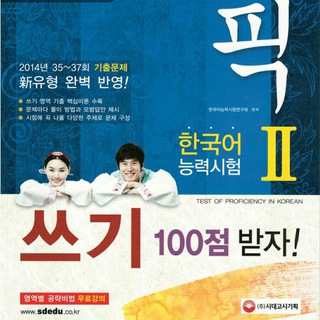 픽
2014년 35~37회 기출문제
新유형 완벽 반영!
쓰기 영역 기출 핵심이론 수록
문제마다 풀이 방법과 모범답안 제시
시험에 꼭 나올 다양한 주제로 문제 구성
한국어능력시험연구회 편저
한국어
능력시험
II
TEST OF PROFICIENCY IN KOREAN
쓰기 100점 받자!
영역별 공략비법 무료강의
www.sdedu.co.kr
(주)시대고시기획